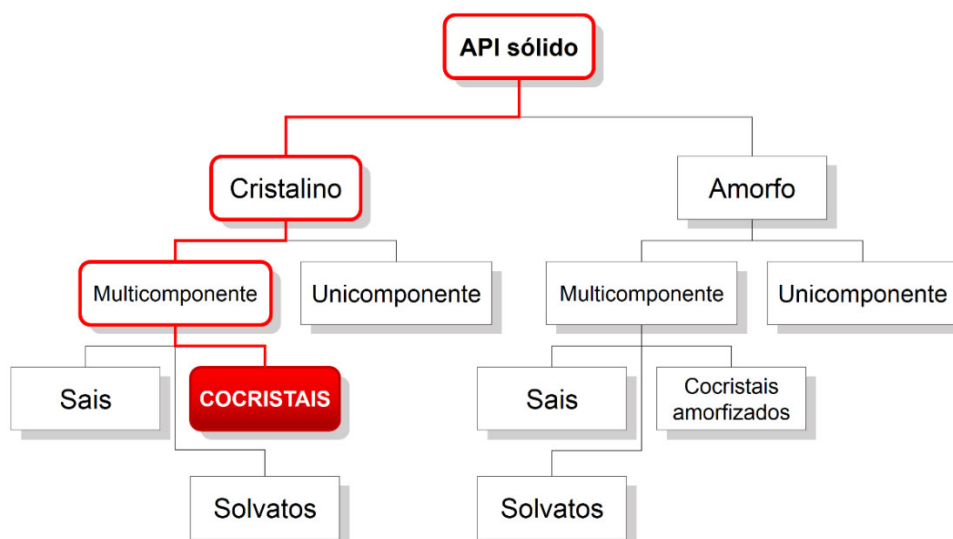 API sólido
Cristalino
Amorfo
Multicomponente
Unicomponente
Multicomponente
Unicomponente
Sais
COCRISTAIS
Sais
Cocristais
amorfizados
Solvatos
Solvatos